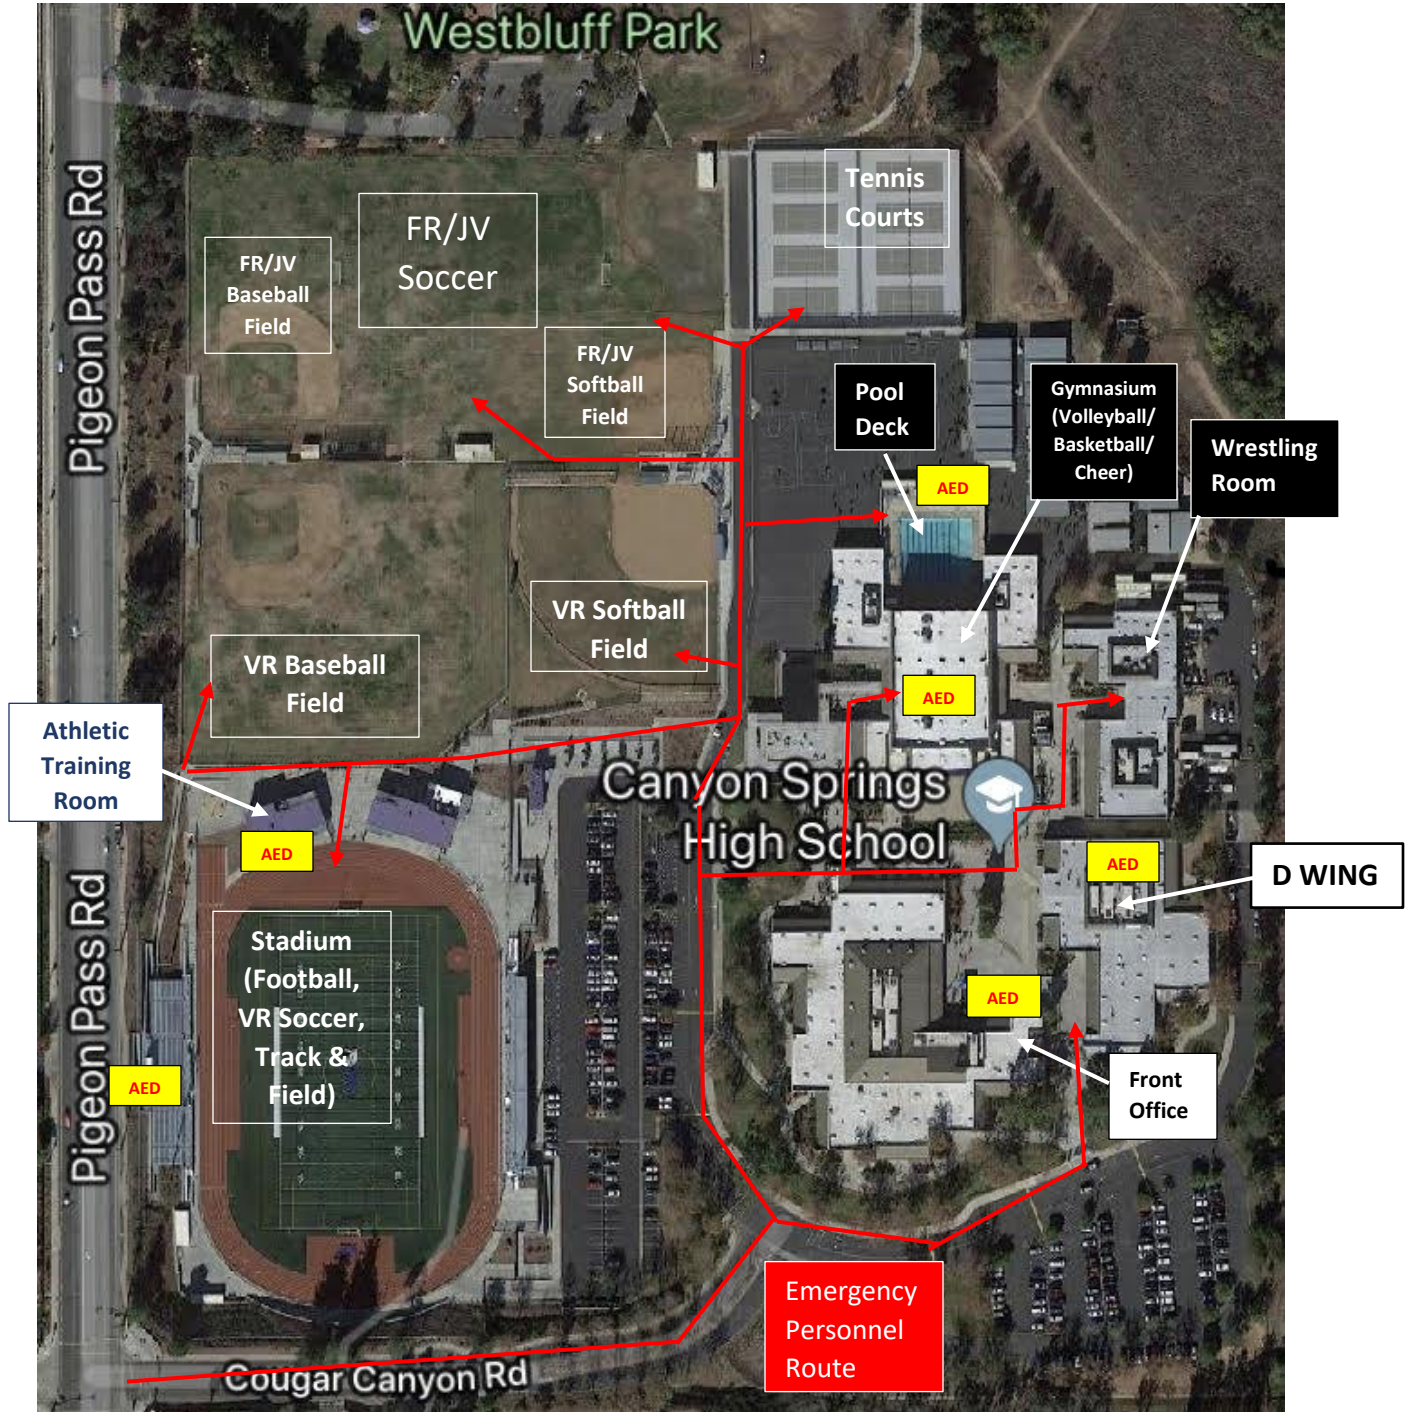 Westbluff Park
Pigeon Pass Rd
Tennis
Courts
FR/JV
Soccer
FR/JV
Baseball
Field
FR/JV
Softball
Field
Pool
Deck
Gymnasium
(Volleyball/
Basketball/
Cheer)
Wrestling
Room
AED
VR Softball
Field
VR Baseball
Field
AED
Athletic
Training
Room
Canyon Springs
High School
AED
AED
D WING
Pigeon Pass Rd
Stadium
(Football,
VR Soccer,
Track &
Field)
AED
AED
Front
Office
Emergency
Personnel
Route
Cougar Canyon Rd